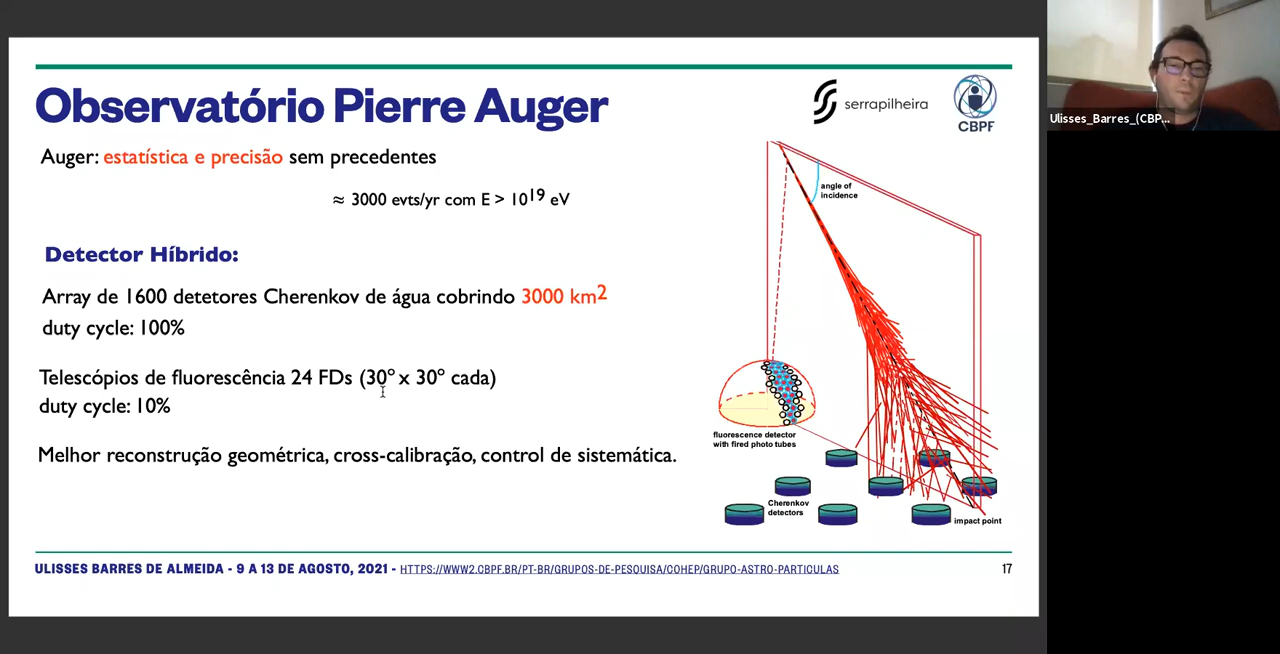 Observatório Pierre Auger
serrapilheira
CBPF
Auger: estatística e precisão sem precedentes
≈ 3000 evts/yr com E > 10¹⁹ eV
Detector Híbrido:
Array de 1600 detetores Cherenkov de água cobrindo 3000 km²
duty cycle: 100%
Telescópios de fluorescência 24 FDs (30º x 30º cada)
duty cycle: 10%
Melhor reconstrução geométrica, cross-calibração, control de sistemática.
angle of
incidence
fluorescence detector
with fired photo tubes
Cherenkov
detectors
impact point
ULISSES BARRES DE ALMEIDA - 9 A 13 DE AGOSTO, 2021 - HTTPS://WWW2.CBPF.BR/PT-BR/GRUPOS-DE-PESQUISA/COHEP/GRUPO-ASTRO-PARTICULAS
17
Ulisses_Barres_(CBP...